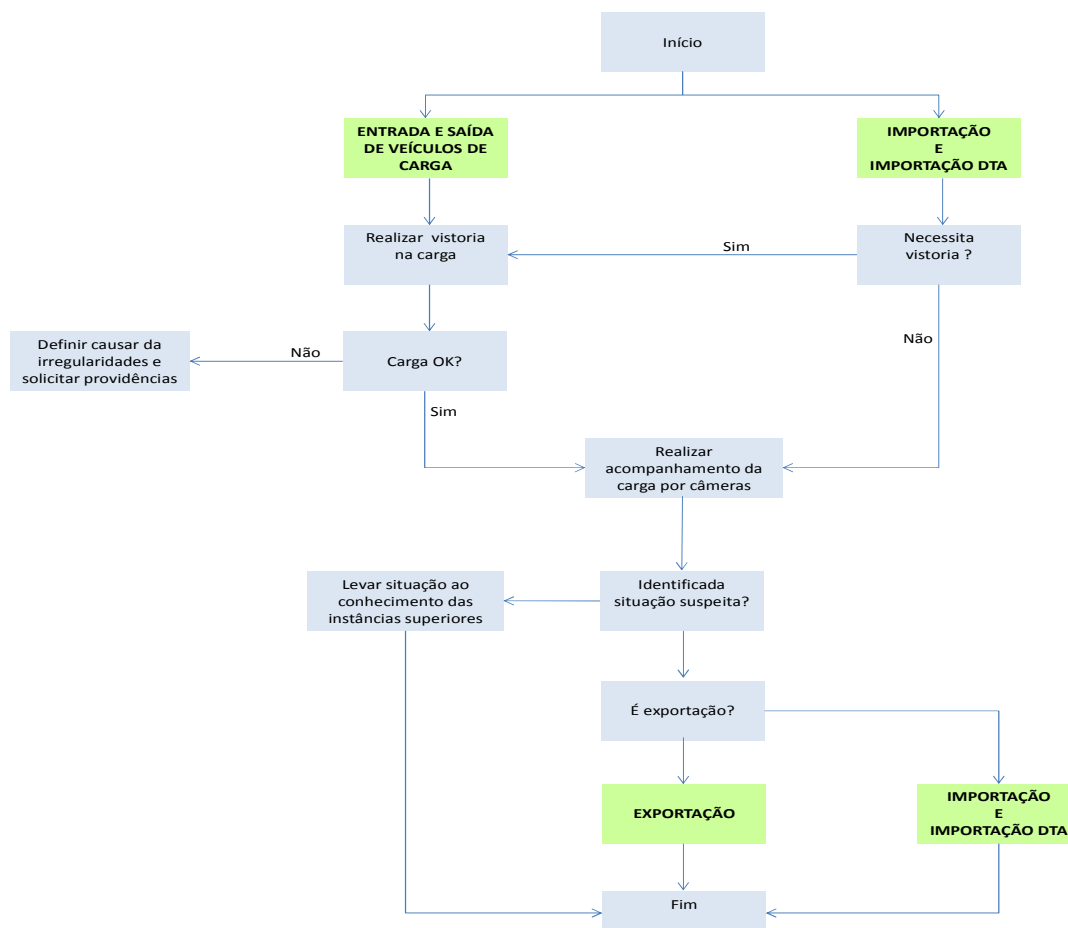 Início
ENTRADA E SAÍDA
DE VEÍCULOS DE
CARGA
IMPORTAÇÃO
E
IMPORTAÇÃO DTA
Realizar vistoria
na carga
Sim
Necessita
vistoria ?
Definir causar da
irregularidades e
solicitar providências
Não
Carga OK?
Não
Sim
Realizar
acompanhamento da
carga por câmeras
Levar situação ao
conhecimento das
instâncias superiores
Identificada
situação suspeita?
É exportação?
EXPORTAÇÃO
IMPORTAÇÃO
E
IMPORTAÇÃO DTA
Fim